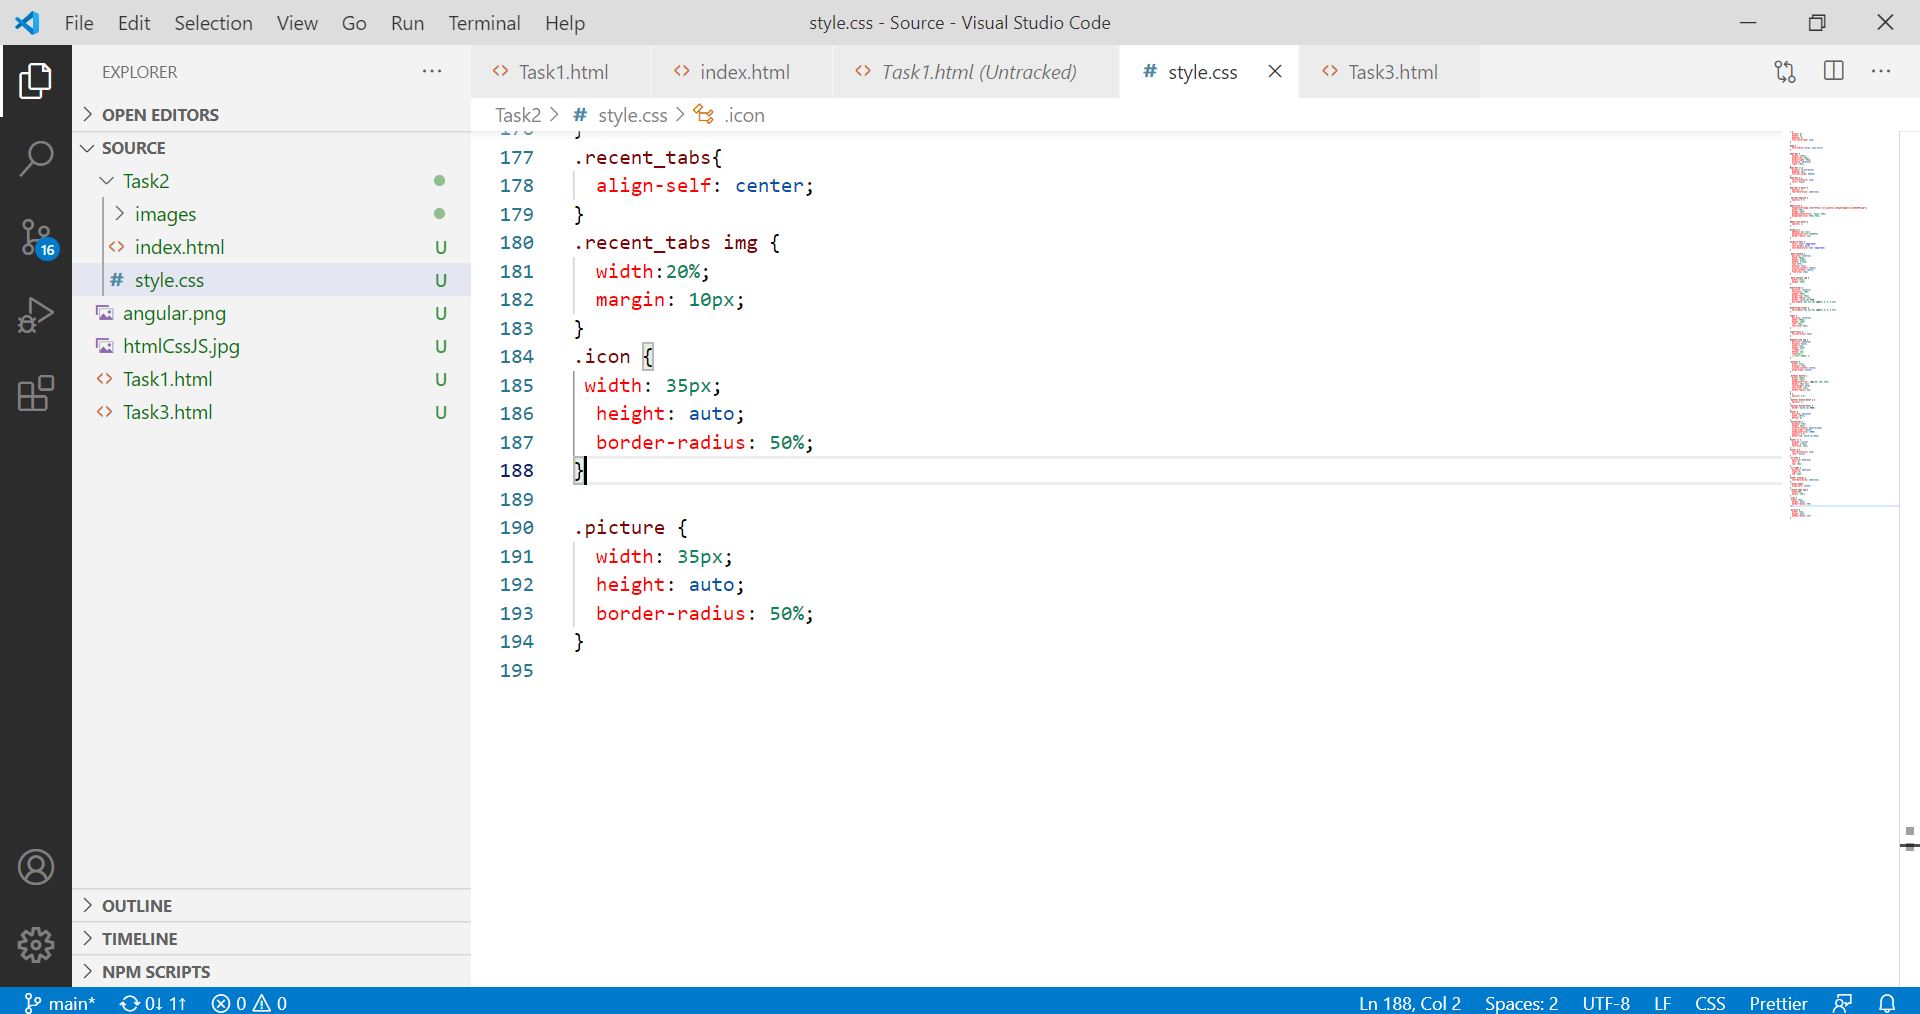 File Edit Selection View Go Run Terminal Help
style.css - Source - Visual Studio Code
EXPLORER
OPEN EDITORS
SOURCE
Task2
images
index.html U
style.css U
angular.png U
htmlCssJS.jpg U
Task1.html U
Task3.html U
OUTLINE
TIMELINE
NPM SCRIPTS
16
Task1.html index.html Task1.html (Untracked) style.css Task3.html
Task2 > # style.css > .icon
176 }
177 .recent_tabs{
178 align-self: center;
179 }
180 .recent_tabs img {
181 width:20%;
182 margin: 10px;
183 }
184 .icon {
185 width: 35px;
186 height: auto;
187 border-radius: 50%;
188 }
189
190 .picture {
191 width: 35px;
192 height: auto;
193 border-radius: 50%;
194 }
195
main* 0↓ 1↑ 0 0
Ln 188, Col 2 Spaces: 2 UTF-8 LF CSS Prettier